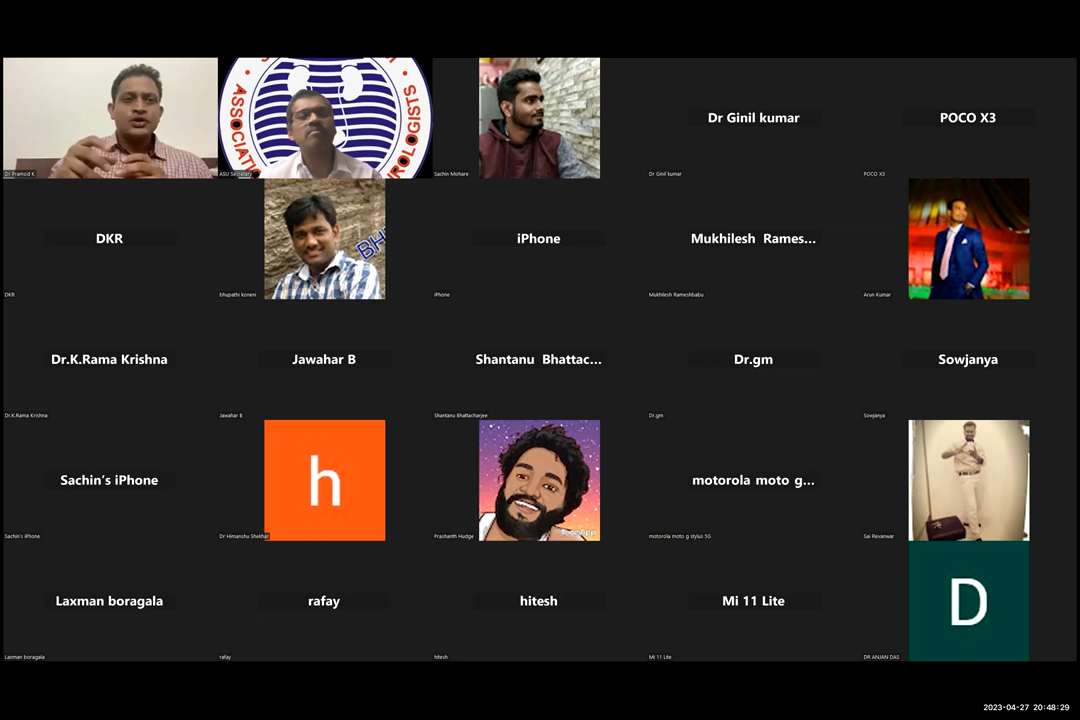 ASSOCIATI
ROLOGISTS
Dr Pramod K
ASU Secretary
Sachin Mohare
Dr Ginil kumar
Dr Ginil kumar
POCO X3
POCO X3
DKR
DKR
BH
bhupathi koneni
iPhone
iPhone
Mukhilesh Rames...
Mukhilesh Rameshbabu
Arun Kumar
Dr.K.Rama Krishna
Dr.K.Rama Krishna
Jawahar B
Jawahar B
Shantanu Bhattac...
Shantanu Bhattacharjee
Dr.gm
Dr.gm
Sowjanya
Sowjanya
Sachin's iPhone
Sachin's iPhone
h
Dr Himanshu Shekhar
Prashanth Hudge
motorola moto g...
motorola moto g stylus 5G
Sai Revanwar
Laxman boragala
Laxman boragala
rafay
rafay
hitesh
hitesh
Mi 11 Lite
Mi 11 Lite
D
DR ANJAN DAS
2023-04-27 20:48:29